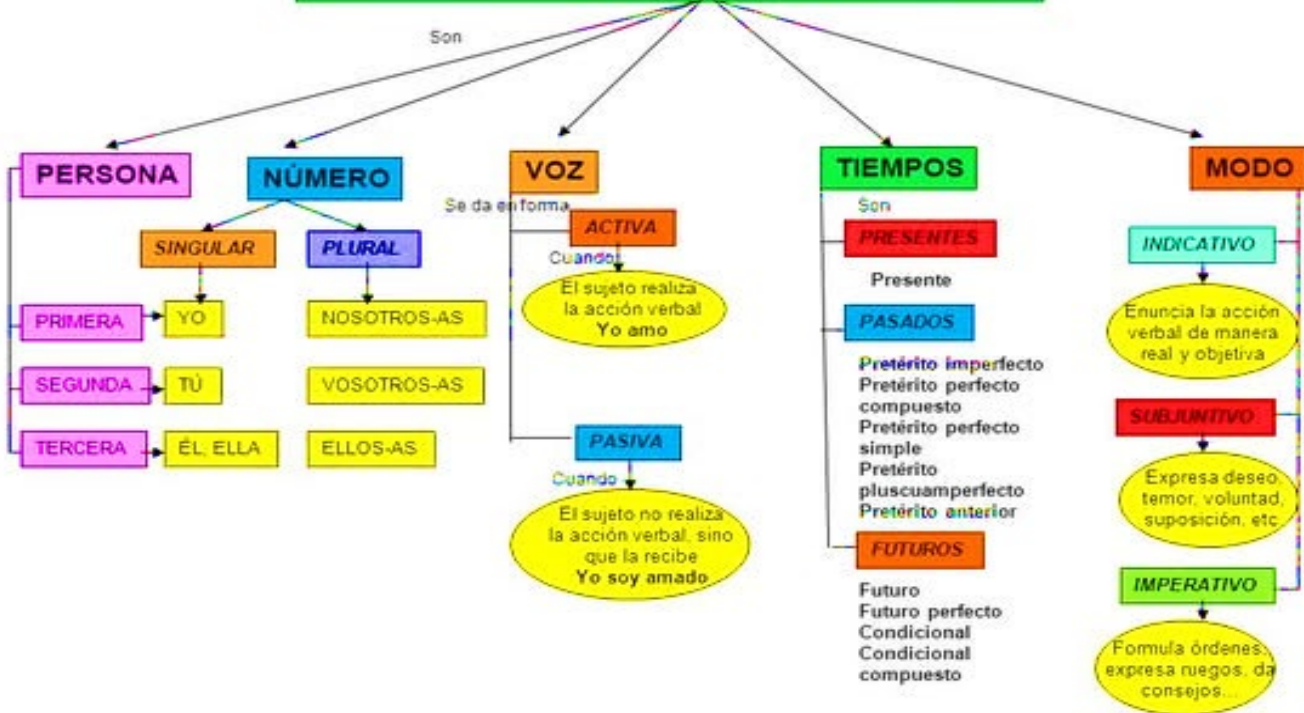 Son
PERSONA
NÚMERO
SINGULAR
PLURAL
PRIMERA
YO
NOSOTROS-AS
SEGUNDA
TÚ
VOSOTROS-AS
TERCERA
ÉL, ELLA
ELLOS-AS
VOZ
Se da en forma
ACTIVA
Cuando
El sujeto realiza
la acción verbal
Yo amo
PASIVA
Cuando
El sujeto no realiza
la acción verbal, sino
que la recibe
Yo soy amado
TIEMPOS
Son
PRESENTES
Presente
PASADOS
Pretérito imperfecto
Pretérito perfecto
compuesto
Pretérito perfecto
simple
Pretérito
pluscuamperfecto
Pretérito anterior
FUTUROS
Futuro
Futuro perfecto
Condicional
Condicional
compuesto
MODO
INDICATIVO
Enuncia la acción
verbal de manera
real y objetiva
SUBJUNTIVO
Expresa deseo,
temor, voluntad,
suposición, etc
IMPERATIVO
Formula órdenes,
expresa ruegos, da
consejos...